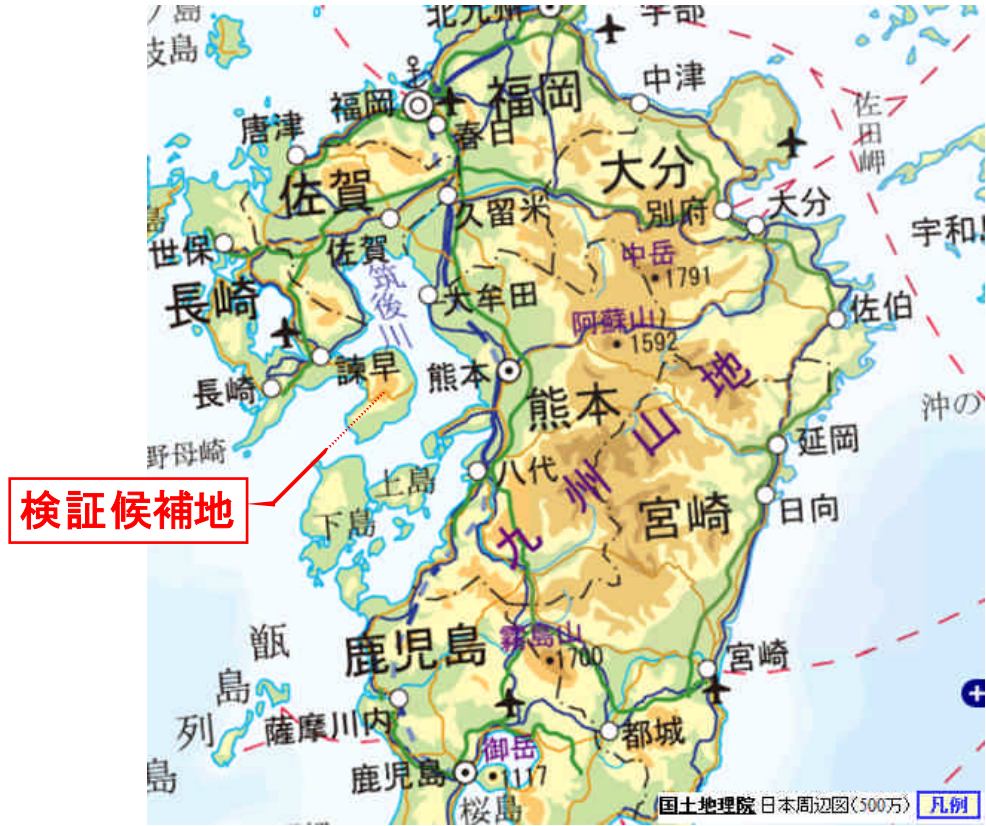 ノ島
北九州
宇部
岐島
福岡
福岡
中津
佐田岬
唐津
春日
大分
佐賀
久留米
別府
大分
島
世保
佐賀
中岳
宇和島
1791
筑後川
大牟田
長崎
阿蘇山
1592
佐伯
諫早
熊本
熊本
長崎
沖の
野母崎
延岡
上島
八代
九州山地
検証候補地
下島
宮崎
日向
甑島列島
鹿児島
霧島山
1700
宮崎
薩摩川内
都城
御岳
鹿児島
1117
桜島
国土地理院 日本周辺図(500万) 凡例